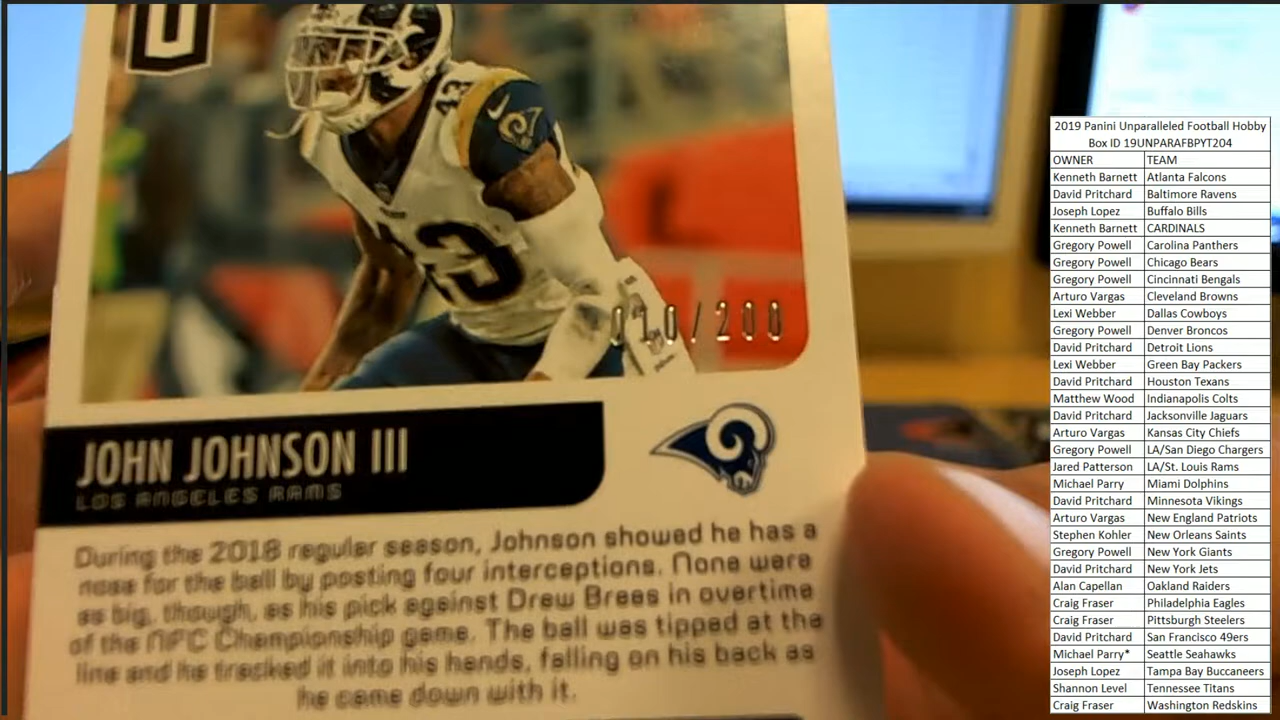 U
43
43
010/200
JOHN JOHNSON III
LOS ANGELES RAMS
During the 2018 regular season, Johnson showed he has a
nose for the ball by posting four interceptions. None were
as big, though, as his pick against Drew Brees in overtime
of the NFC Championship game. The ball was tipped at the
line and he tracked it into his hands, falling on his back as
he came down with it.
2019 Panini Unparalleled Football Hobby
Box ID 19UNPARAFBPYT204
OWNER TEAM
Kenneth Barnett Atlanta Falcons
David Pritchard Baltimore Ravens
Joseph Lopez Buffalo Bills
Kenneth Barnett CARDINALS
Gregory Powell Carolina Panthers
Gregory Powell Chicago Bears
Gregory Powell Cincinnati Bengals
Arturo Vargas Cleveland Browns
Lexi Webber Dallas Cowboys
Gregory Powell Denver Broncos
David Pritchard Detroit Lions
Lexi Webber Green Bay Packers
David Pritchard Houston Texans
Matthew Wood Indianapolis Colts
David Pritchard Jacksonville Jaguars
Arturo Vargas Kansas City Chiefs
Gregory Powell LA/San Diego Chargers
Jared Patterson LA/St. Louis Rams
Michael Parry Miami Dolphins
David Pritchard Minnesota Vikings
Arturo Vargas New England Patriots
Stephen Kohler New Orleans Saints
Gregory Powell New York Giants
David Pritchard New York Jets
Alan Capellan Oakland Raiders
Craig Fraser Philadelphia Eagles
Craig Fraser Pittsburgh Steelers
David Pritchard San Francisco 49ers
Michael Parry* Seattle Seahawks
Joseph Lopez Tampa Bay Buccaneers
Shannon Level Tennessee Titans
Craig Fraser Washington Redskins